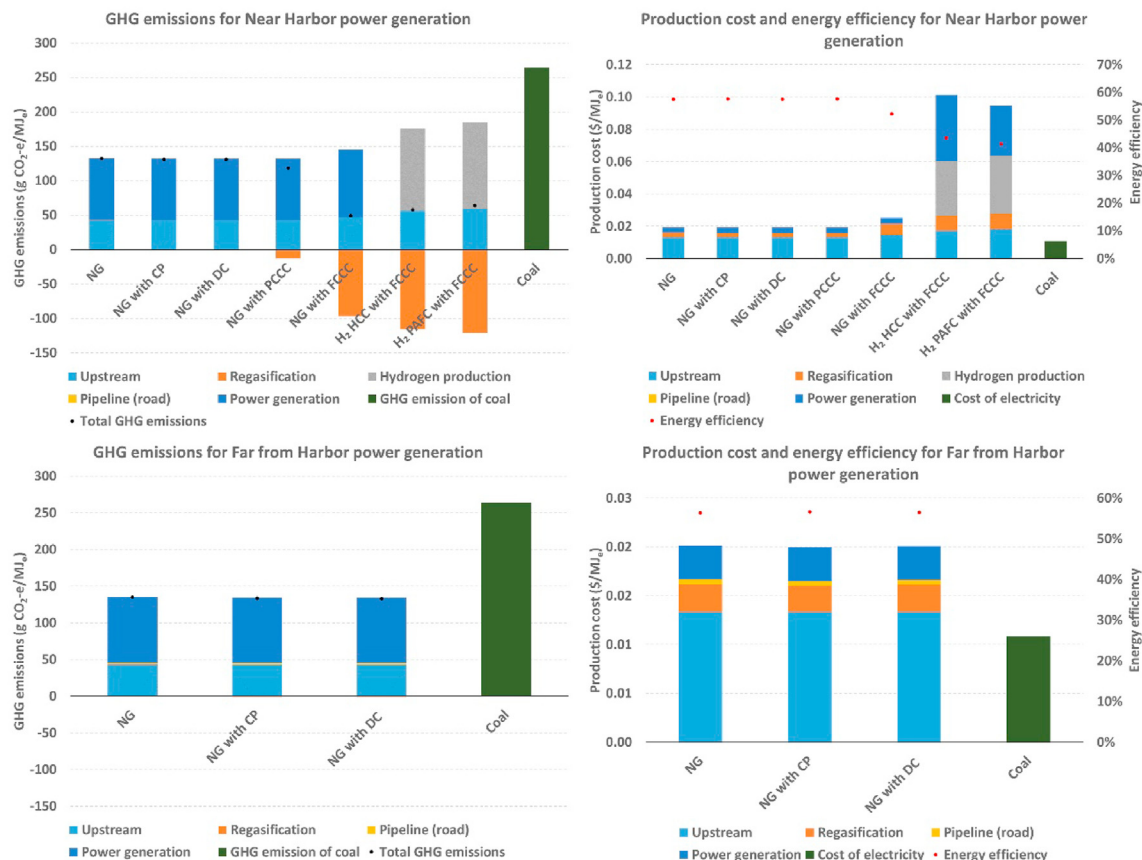 GHG emissions for Near Harbor power generation
GHG emissions (g CO₂-e/MJₑ)
300
250
200
150
100
50
0
-50
-100
-150
NG
NG with CP
NG with DC
NG with PCCC
NG with FCCC
H₂ HCC with FCCC
H₂ PAFC with FCCC
Coal
Upstream
Regasification
Hydrogen production
Pipeline (road)
Power generation
GHG emission of coal
Total GHG emissions
Production cost and energy efficiency for Near Harbor power
generation
Production cost ($/MJₑ)
0.12
0.10
0.08
0.06
0.04
0.02
0.00
70%
60%
50%
40%
30%
20%
10%
0%
Energy efficiency
NG
NG with CP
NG with DC
NG with PCCC
NG with FCCC
H₂ HCC with FCCC
H₂ PAFC with FCCC
Coal
Upstream
Regasification
Hydrogen production
Pipeline (road)
Power generation
Cost of electricity
Energy efficiency
GHG emissions for Far from Harbor power generation
GHG emissions (g CO₂-e/MJₑ)
300
250
200
150
100
50
0
-50
-100
-150
NG
NG with CP
NG with DC
Coal
Upstream
Regasification
Pipeline (road)
Power generation
GHG emission of coal
Total GHG emissions
Production cost and energy efficiency for Far from Harbor
power generation
Production cost ($/MJₑ)
0.03
0.02
0.02
0.01
0.01
0.00
60%
50%
40%
30%
20%
10%
0%
Energy efficiency
NG
NG with CP
NG with DC
Coal
Upstream
Regasification
Pipeline (road)
Power generation
Cost of electricity
Energy efficiency